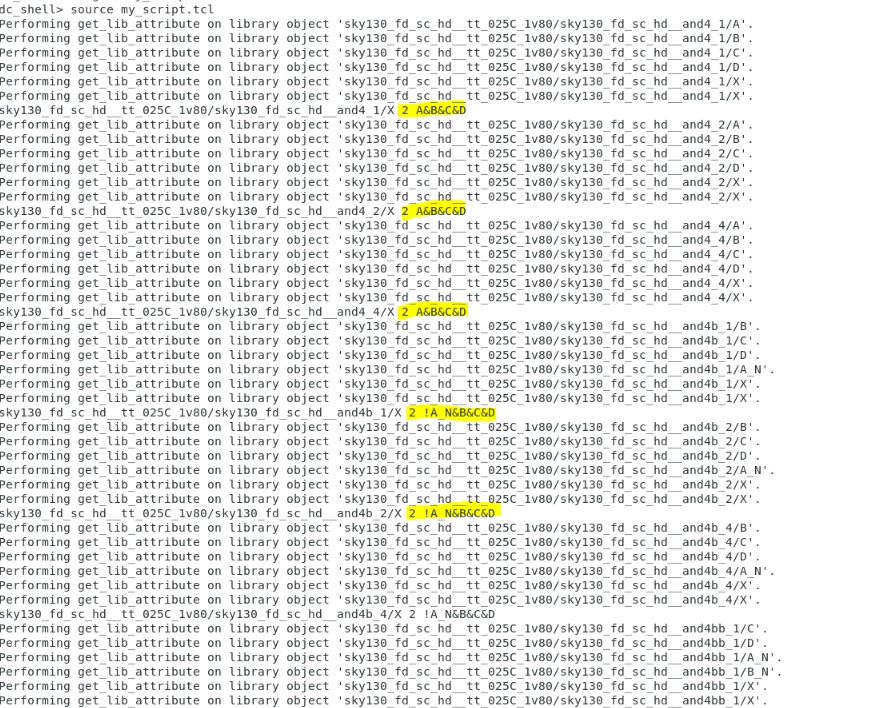 dc_shell> source my_script.tcl
Performing get_lib_attribute on library object 'sky130_fd_sc_hd__tt_025C_1v80/sky130_fd_sc_hd__and4_1/A'.
Performing get_lib_attribute on library object 'sky130_fd_sc_hd__tt_025C_1v80/sky130_fd_sc_hd__and4_1/B'.
Performing get_lib_attribute on library object 'sky130_fd_sc_hd__tt_025C_1v80/sky130_fd_sc_hd__and4_1/C'.
Performing get_lib_attribute on library object 'sky130_fd_sc_hd__tt_025C_1v80/sky130_fd_sc_hd__and4_1/D'.
Performing get_lib_attribute on library object 'sky130_fd_sc_hd__tt_025C_1v80/sky130_fd_sc_hd__and4_1/X'.
Performing get_lib_attribute on library object 'sky130_fd_sc_hd__tt_025C_1v80/sky130_fd_sc_hd__and4_1/X'.
sky130_fd_sc_hd__tt_025C_1v80/sky130_fd_sc_hd__and4_1/X 2 A&B&C&D
Performing get_lib_attribute on library object 'sky130_fd_sc_hd__tt_025C_1v80/sky130_fd_sc_hd__and4_2/A'.
Performing get_lib_attribute on library object 'sky130_fd_sc_hd__tt_025C_1v80/sky130_fd_sc_hd__and4_2/B'.
Performing get_lib_attribute on library object 'sky130_fd_sc_hd__tt_025C_1v80/sky130_fd_sc_hd__and4_2/C'.
Performing get_lib_attribute on library object 'sky130_fd_sc_hd__tt_025C_1v80/sky130_fd_sc_hd__and4_2/D'.
Performing get_lib_attribute on library object 'sky130_fd_sc_hd__tt_025C_1v80/sky130_fd_sc_hd__and4_2/X'.
Performing get_lib_attribute on library object 'sky130_fd_sc_hd__tt_025C_1v80/sky130_fd_sc_hd__and4_2/X'.
sky130_fd_sc_hd__tt_025C_1v80/sky130_fd_sc_hd__and4_2/X 2 A&B&C&D
Performing get_lib_attribute on library object 'sky130_fd_sc_hd__tt_025C_1v80/sky130_fd_sc_hd__and4_4/A'.
Performing get_lib_attribute on library object 'sky130_fd_sc_hd__tt_025C_1v80/sky130_fd_sc_hd__and4_4/B'.
Performing get_lib_attribute on library object 'sky130_fd_sc_hd__tt_025C_1v80/sky130_fd_sc_hd__and4_4/C'.
Performing get_lib_attribute on library object 'sky130_fd_sc_hd__tt_025C_1v80/sky130_fd_sc_hd__and4_4/D'.
Performing get_lib_attribute on library object 'sky130_fd_sc_hd__tt_025C_1v80/sky130_fd_sc_hd__and4_4/X'.
Performing get_lib_attribute on library object 'sky130_fd_sc_hd__tt_025C_1v80/sky130_fd_sc_hd__and4_4/X'.
sky130_fd_sc_hd__tt_025C_1v80/sky130_fd_sc_hd__and4_4/X 2 A&B&C&D
Performing get_lib_attribute on library object 'sky130_fd_sc_hd__tt_025C_1v80/sky130_fd_sc_hd__and4b_1/B'.
Performing get_lib_attribute on library object 'sky130_fd_sc_hd__tt_025C_1v80/sky130_fd_sc_hd__and4b_1/C'.
Performing get_lib_attribute on library object 'sky130_fd_sc_hd__tt_025C_1v80/sky130_fd_sc_hd__and4b_1/D'.
Performing get_lib_attribute on library object 'sky130_fd_sc_hd__tt_025C_1v80/sky130_fd_sc_hd__and4b_1/A_N'.
Performing get_lib_attribute on library object 'sky130_fd_sc_hd__tt_025C_1v80/sky130_fd_sc_hd__and4b_1/X'.
Performing get_lib_attribute on library object 'sky130_fd_sc_hd__tt_025C_1v80/sky130_fd_sc_hd__and4b_1/X'.
sky130_fd_sc_hd__tt_025C_1v80/sky130_fd_sc_hd__and4b_1/X 2 !A_N&B&C&D
Performing get_lib_attribute on library object 'sky130_fd_sc_hd__tt_025C_1v80/sky130_fd_sc_hd__and4b_2/B'.
Performing get_lib_attribute on library object 'sky130_fd_sc_hd__tt_025C_1v80/sky130_fd_sc_hd__and4b_2/C'.
Performing get_lib_attribute on library object 'sky130_fd_sc_hd__tt_025C_1v80/sky130_fd_sc_hd__and4b_2/D'.
Performing get_lib_attribute on library object 'sky130_fd_sc_hd__tt_025C_1v80/sky130_fd_sc_hd__and4b_2/A_N'.
Performing get_lib_attribute on library object 'sky130_fd_sc_hd__tt_025C_1v80/sky130_fd_sc_hd__and4b_2/X'.
Performing get_lib_attribute on library object 'sky130_fd_sc_hd__tt_025C_1v80/sky130_fd_sc_hd__and4b_2/X'.
sky130_fd_sc_hd__tt_025C_1v80/sky130_fd_sc_hd__and4b_2/X 2 !A_N&B&C&D
Performing get_lib_attribute on library object 'sky130_fd_sc_hd__tt_025C_1v80/sky130_fd_sc_hd__and4b_4/B'.
Performing get_lib_attribute on library object 'sky130_fd_sc_hd__tt_025C_1v80/sky130_fd_sc_hd__and4b_4/C'.
Performing get_lib_attribute on library object 'sky130_fd_sc_hd__tt_025C_1v80/sky130_fd_sc_hd__and4b_4/D'.
Performing get_lib_attribute on library object 'sky130_fd_sc_hd__tt_025C_1v80/sky130_fd_sc_hd__and4b_4/A_N'.
Performing get_lib_attribute on library object 'sky130_fd_sc_hd__tt_025C_1v80/sky130_fd_sc_hd__and4b_4/X'.
Performing get_lib_attribute on library object 'sky130_fd_sc_hd__tt_025C_1v80/sky130_fd_sc_hd__and4b_4/X'.
sky130_fd_sc_hd__tt_025C_1v80/sky130_fd_sc_hd__and4b_4/X 2 !A_N&B&C&D
Performing get_lib_attribute on library object 'sky130_fd_sc_hd__tt_025C_1v80/sky130_fd_sc_hd__and4bb_1/C'.
Performing get_lib_attribute on library object 'sky130_fd_sc_hd__tt_025C_1v80/sky130_fd_sc_hd__and4bb_1/D'.
Performing get_lib_attribute on library object 'sky130_fd_sc_hd__tt_025C_1v80/sky130_fd_sc_hd__and4bb_1/A_N'.
Performing get_lib_attribute on library object 'sky130_fd_sc_hd__tt_025C_1v80/sky130_fd_sc_hd__and4bb_1/B_N'.
Performing get_lib_attribute on library object 'sky130_fd_sc_hd__tt_025C_1v80/sky130_fd_sc_hd__and4bb_1/X'.
Performing get_lib_attribute on library object 'sky130_fd_sc_hd__tt_025C_1v80/sky130_fd_sc_hd__and4bb_1/X'.